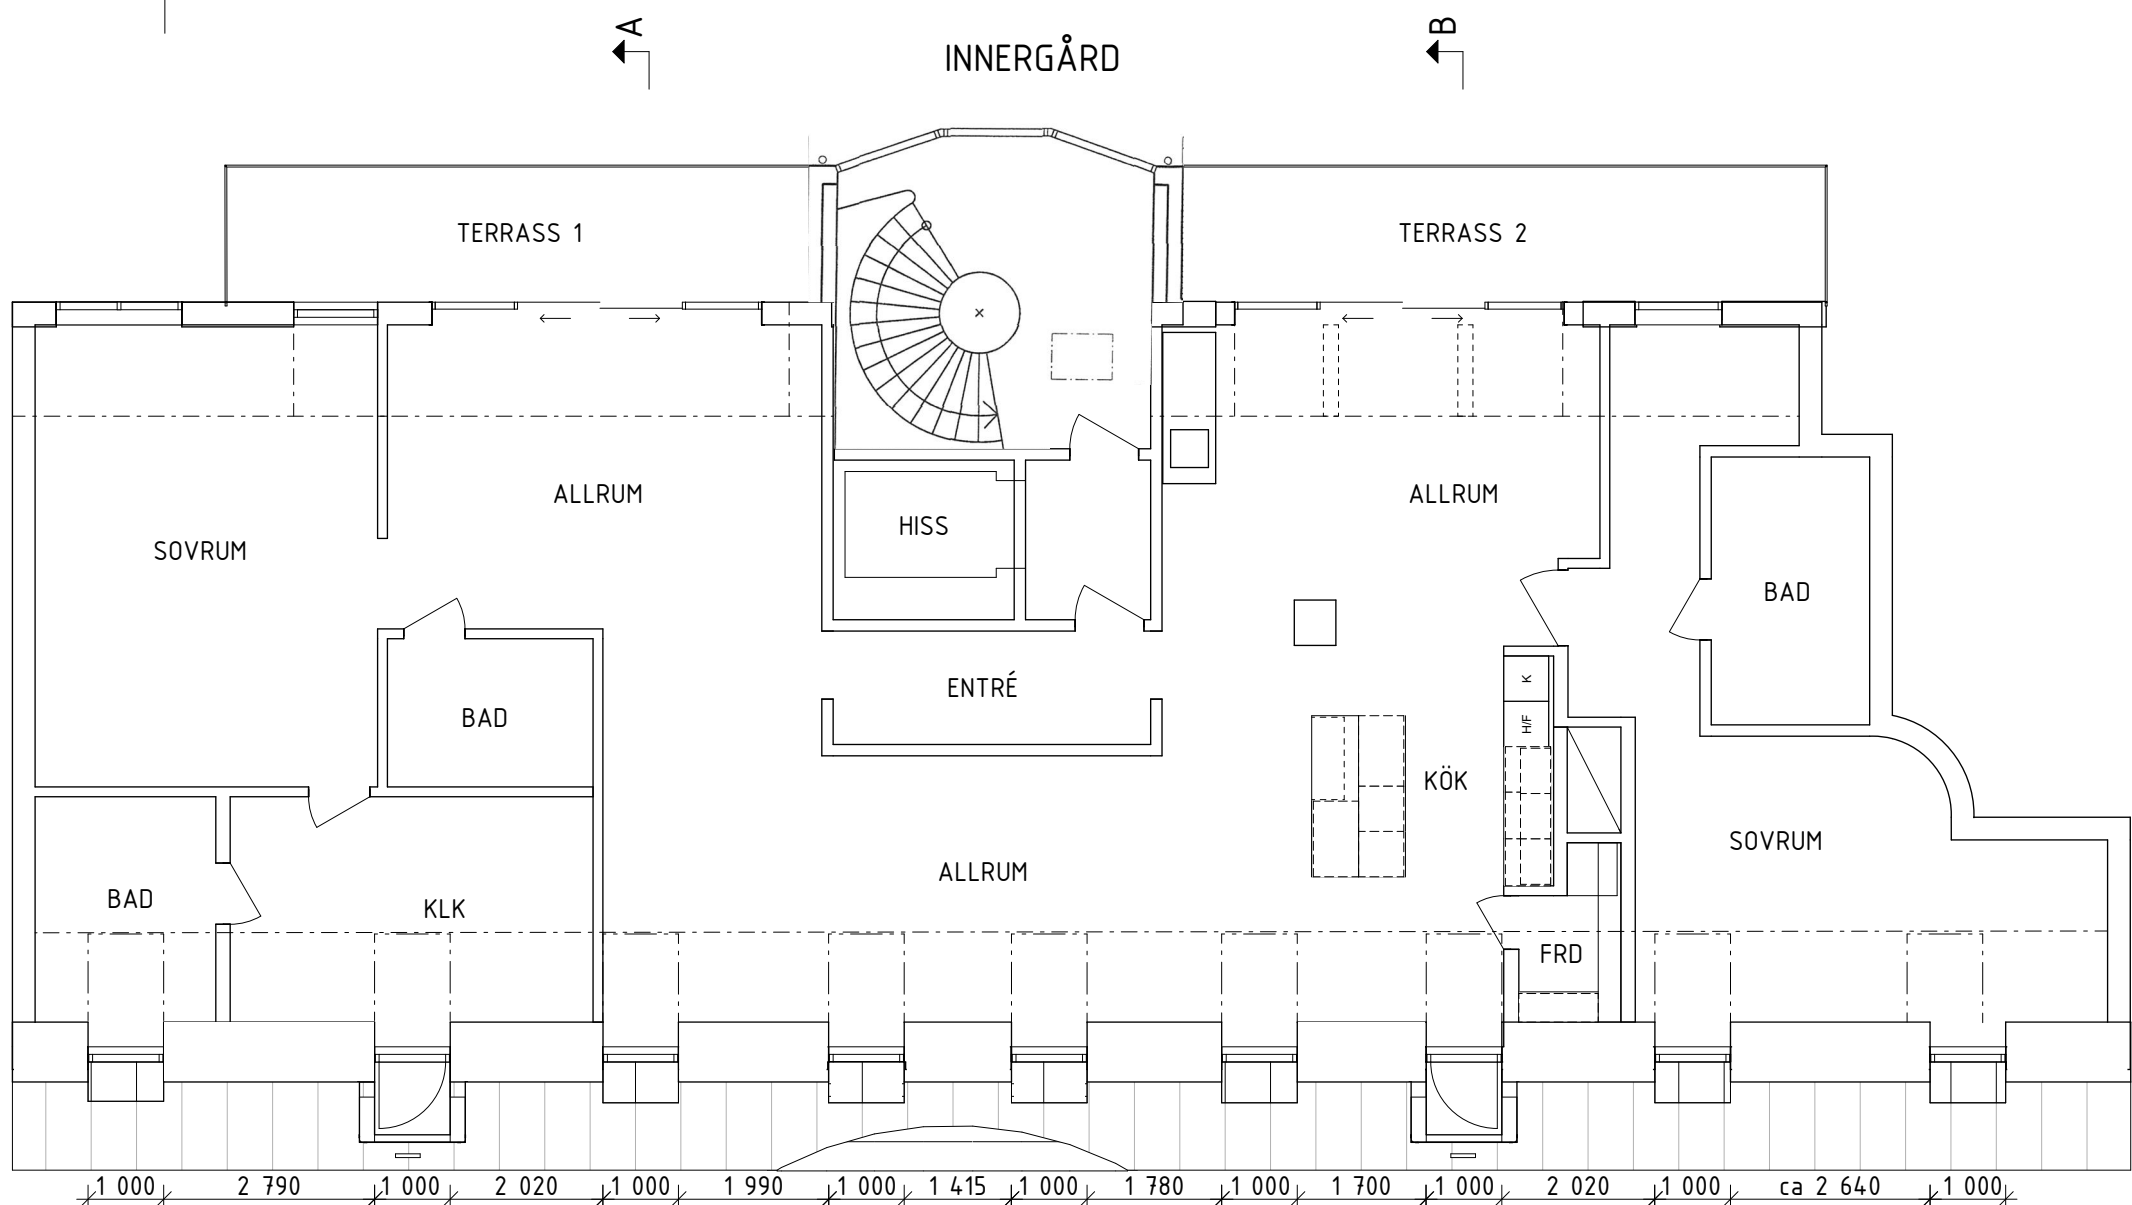 A
B
INNERGÅRD
TERRASS 1
TERRASS 2
ALLRUM
ALLRUM
HISS
SOVRUM
BAD
ENTRÉ
K
BAD
H/F
KÖK
SOVRUM
ALLRUM
BAD
KLK
FRD
1 000 2 790 1 000 2 020 1 000 1 990 1 000 1 415 1 000 1 780 1 000 1 700 1 000 2 020 1 000 ca 2 640 1 000